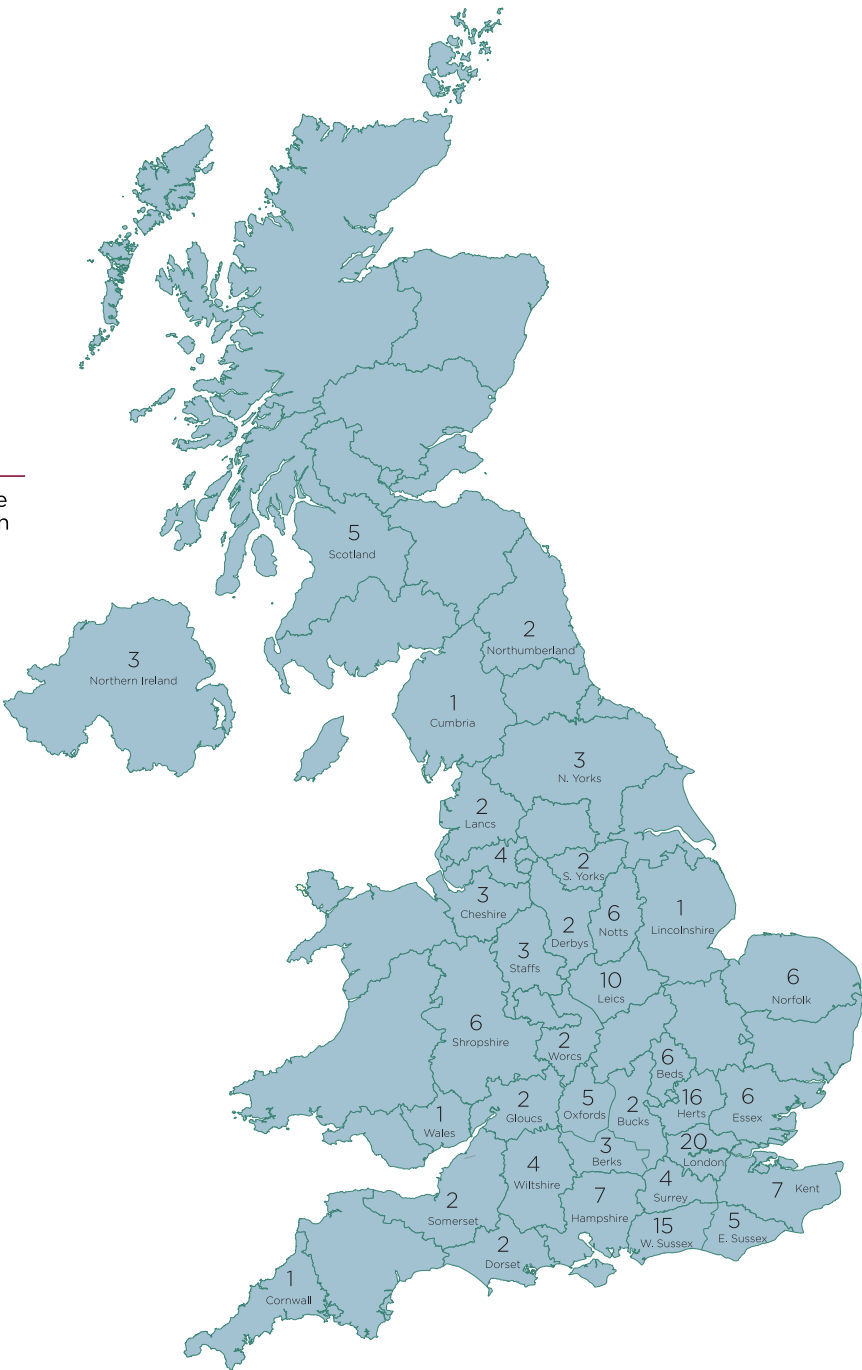 e
h
5
Scotland
2
Northumberland
3
Northern Ireland
1
Cumbria
3
N. Yorks
2
Lancs
4
2
S. Yorks
3
Cheshire
6
Notts
1
Lincolnshire
2
Derbys
3
Staffs
10
Leics
6
Norfolk
6
Shropshire
2
Worcs
6
Beds
16
Herts
6
Essex
2
Gloucs
5
Oxfords
2
Bucks
1
Wales
20
London
3
Berks
4
Wiltshire
4
Surrey
7 Kent
7
Hampshire
2
Somerset
15
W. Sussex
5
E. Sussex
2
Dorset
1
Cornwall